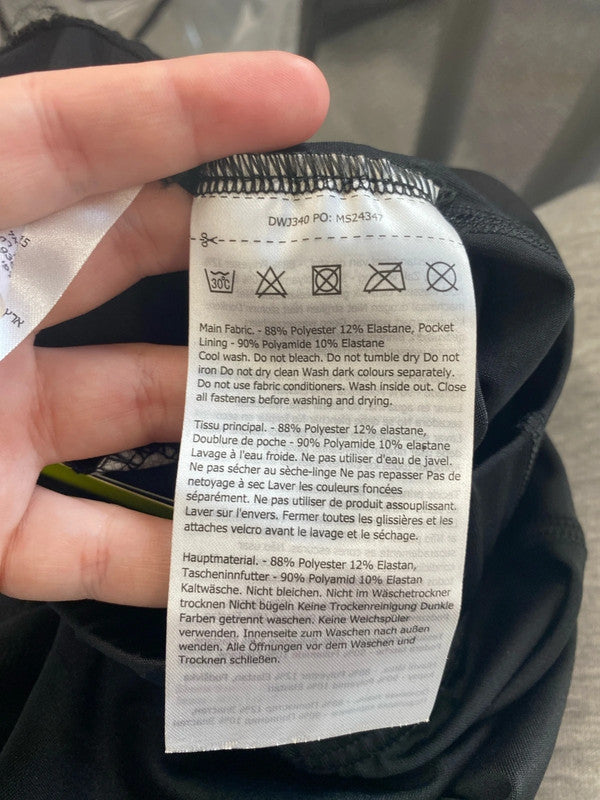 DWJ340 PO: MS24347
30C
Main Fabric. - 88% Polyester 12% Elastane, Pocket
Lining - 90% Polyamide 10% Elastane
Cool wash. Do not bleach. Do not tumble dry Do not
iron Do not dry clean Wash dark colours separately.
Do not use fabric conditioners. Wash inside out. Close
all fasteners before washing and drying.
Tissu principal. - 88% Polyester 12% elastane,
Doublure de poche - 90% Polyamide 10% elastane
Lavage à l'eau froide. Ne pas utiliser d'eau de javel.
Ne pas sécher au sèche-linge Ne pas repasser Pas de
netoyage à sec Laver les couleurs foncées
séparément. Ne pas utiliser de produit assouplissant.
Laver sur l'envers. Fermer toutes les glissières et les
attaches velcro avant le lavage et le séchage.
Hauptmaterial. - 88% Polyester 12% Elastan,
Tascheninnfutter - 90% Polyamid 10% Elastan
Kaltwäsche. Nicht bleichen. Nicht im Wäschetrockner
trocknen Nicht bügeln Keine Trockenreinigung Dunkle
Farben getrennt waschen. Keine Weichspüler
verwenden. Innenseite zum Waschen nach außen
wenden. Alle Öffnungen vor dem Waschen und
Trocknen schließen.